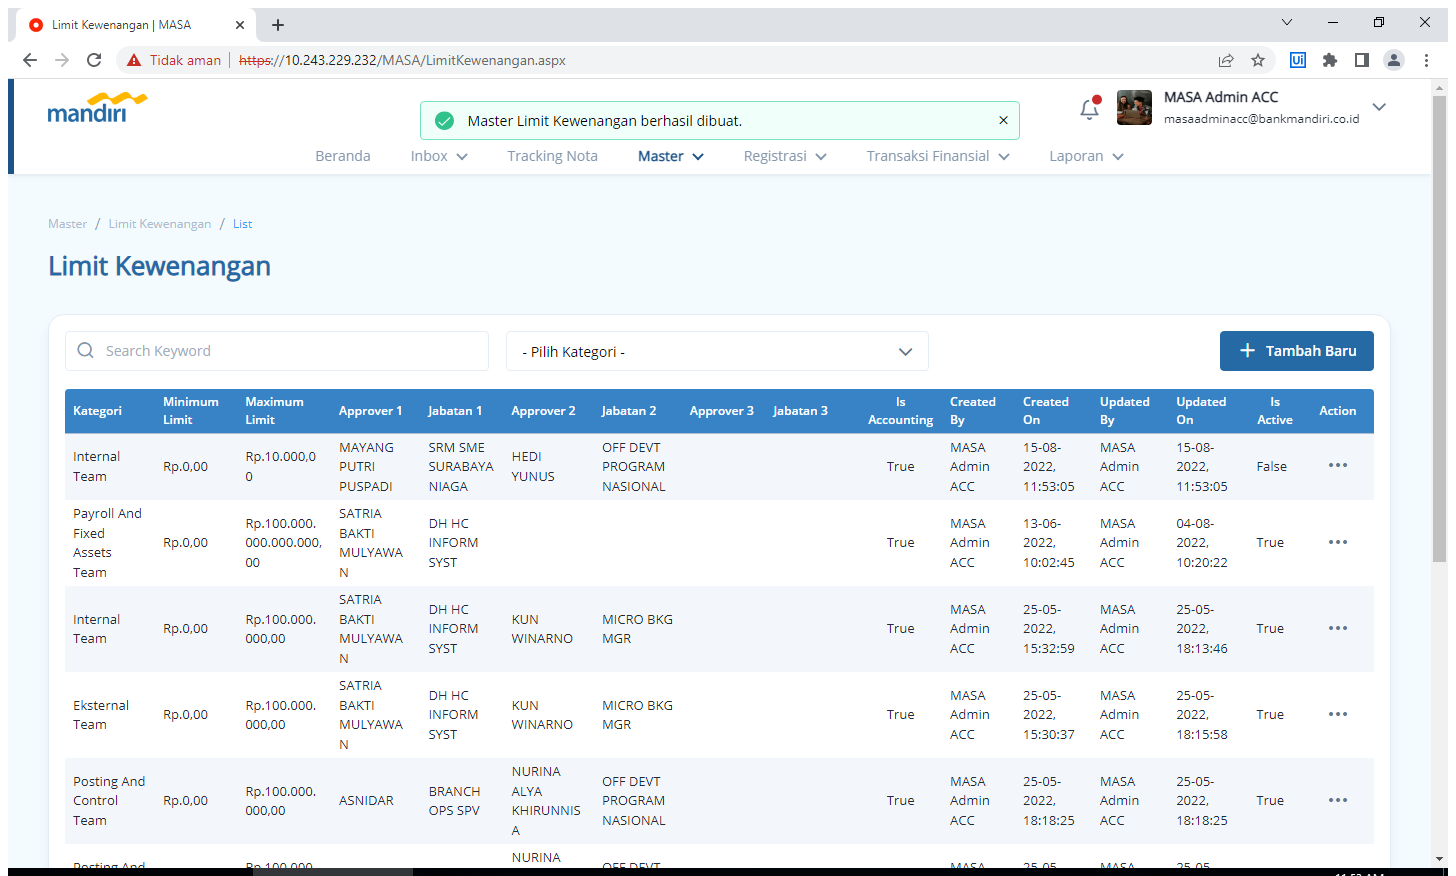 Limit Kewenangan | MASA
Tidak aman https://10.243.229.232/MASA/LimitKewenangan.aspx
mandiri
Master Limit Kewenangan berhasil dibuat.
MASA Admin ACC
masaadminacc@bankmandiri.co.id
Beranda Inbox Tracking Nota Master Registrasi Transaksi Finansial Laporan
Master / Limit Kewenangan / List
Limit Kewenangan
Search Keyword
- Pilih Kategori -
Tambah Baru
Kategori
Minimum
Limit
Maximum
Limit
Approver 1
Jabatan 1
Approver 2
Jabatan 2
Approver 3
Jabatan 3
Is
Accounting
Created
By
Created
On
Updated
By
Updated
On
Is
Active
Action
Internal
Team
Rp.0,00
Rp.10.000,0
0
MAYANG
PUTRI
PUSPADI
SRM SME
SURABAYA
NIAGA
HEDI
YUNUS
OFF DEVT
PROGRAM
NASIONAL
True
MASA
Admin
ACC
15-08-
2022,
11:53:05
MASA
Admin
ACC
15-08-
2022,
11:53:05
False
Payroll And
Fixed
Assets
Team
Rp.0,00
Rp.100.000.
000.000.000,
00
SATRIA
BAKTI
MULYAWA
N
DH HC
INFORM
SYST
True
MASA
Admin
ACC
13-06-
2022,
10:02:45
MASA
Admin
ACC
04-08-
2022,
10:20:22
True
Internal
Team
Rp.0,00
Rp.100.000.
000,00
SATRIA
BAKTI
MULYAWA
N
DH HC
INFORM
SYST
KUN
WINARNO
MICRO BKG
MGR
True
MASA
Admin
ACC
25-05-
2022,
15:32:59
MASA
Admin
ACC
25-05-
2022,
18:13:46
True
Eksternal
Team
Rp.0,00
Rp.100.000.
000,00
SATRIA
BAKTI
MULYAWA
N
DH HC
INFORM
SYST
KUN
WINARNO
MICRO BKG
MGR
True
MASA
Admin
ACC
25-05-
2022,
15:30:37
MASA
Admin
ACC
25-05-
2022,
18:15:58
True
Posting And
Control
Team
Rp.0,00
Rp.100.000.
000,00
ASNIDAR
BRANCH
OPS SPV
NURINA
ALYA
KHIRUNNIS
A
OFF DEVT
PROGRAM
NASIONAL
True
MASA
Admin
ACC
25-05-
2022,
18:18:25
MASA
Admin
ACC
25-05-
2022,
18:18:25
True
Posting And
Rp.100.000.
NURINA
OFF DEVT
MASA
25-05-
MASA
25-05-